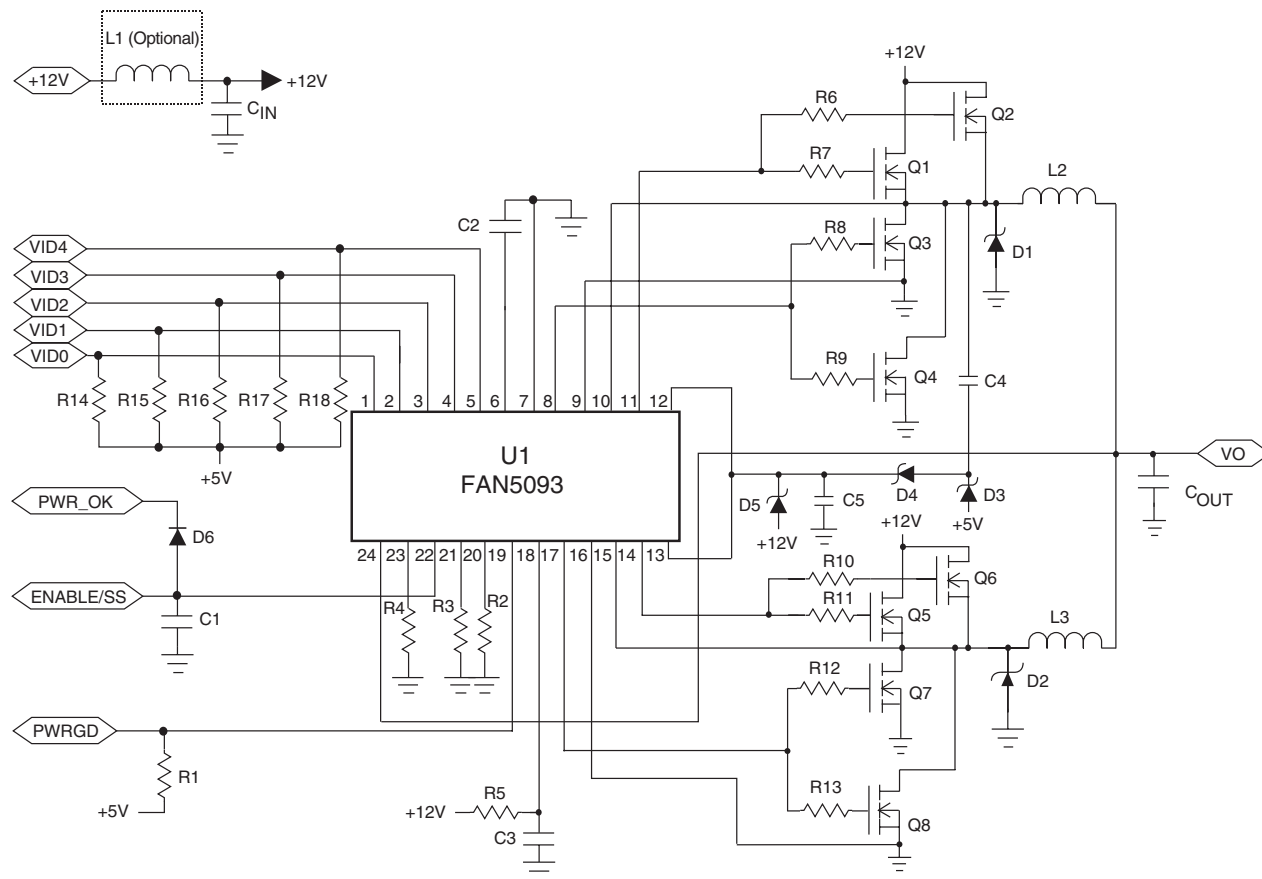 L1 (Optional)
+12V
+12V
CIN
+12V
R6
Q2
R7
Q1
L2
C2
R8
Q3
D1
VID4
VID3
VID2
VID1
VID0
R9
Q4
C4
R14
R15
R16
R17
R18
1 2 3 4 5 6 7 8 9 10 11 12
+5V
U1
FAN5093
VO
PWR_OK
D6
D5
C5
D4
D3
COUT
+12V
+12V
+5V
24 23 22 21 20 19 18 17 16 15 14 13
ENABLE/SS
C1
R4
R3
R2
R10
Q6
R11
Q5
L3
R12
Q7
D2
PWRGD
R1
+5V
R13
Q8
+12V
R5
C3